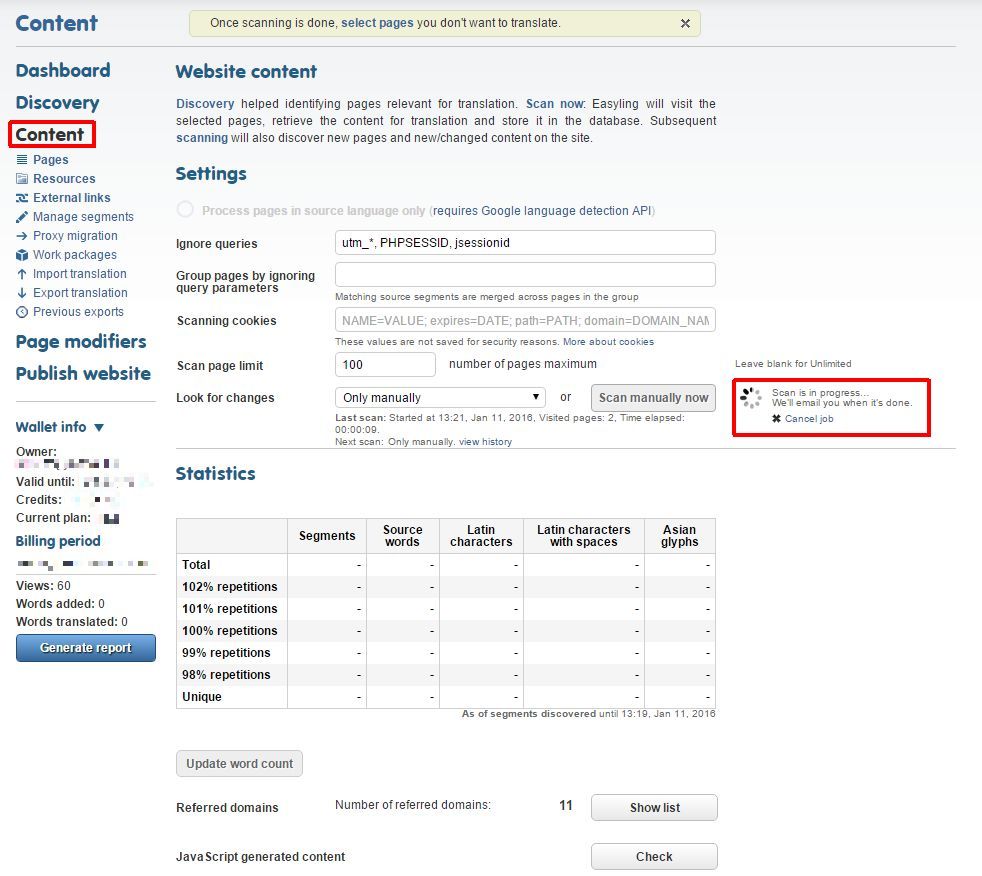 Content
Once scanning is done, select pages you don't want to translate.
Dashboard
Discovery
Content
Pages
Resources
External links
Manage segments
Proxy migration
Work packages
Import translation
Export translation
Previous exports
Page modifiers
Publish website
Wallet info ▼
Owner:
Valid until:
Credits:
Current plan:
Billing period
Views: 60
Words added: 0
Words translated: 0
Generate report
Website content
Discovery helped identifying pages relevant for translation. Scan now: Easyling will visit the
selected pages, retrieve the content for translation and store it in the database. Subsequent
scanning will also discover new pages and new/changed content on the site.
Settings
Process pages in source language only (requires Google language detection API)
Ignore queries utm_*, PHPSESSID, jsessionid
Group pages by ignoring
query parameters
Matching source segments are merged across pages in the group
Scanning cookies NAME=VALUE; expires=DATE; path=PATH; domain=DOMAIN_NAM
These values are not saved for security reasons. More about cookies
Scan page limit 100 number of pages maximum Leave blank for Unlimited
Look for changes Only manually ▼ or Scan manually now
Scan is in progress...
We'll email you when it's done.
✖ Cancel job
Last scan: Started at 13:21, Jan 11, 2016, Visited pages: 2, Time elapsed:
00:00:09.
Next scan: Only manually. view history
Statistics
Segments Source words Latin characters Latin characters with spaces Asian glyphs
Total - - - - -
102% repetitions - - - - -
101% repetitions - - - - -
100% repetitions - - - - -
99% repetitions - - - - -
98% repetitions - - - - -
Unique - - - - -
As of segments discovered until 13:19, Jan 11, 2016
Update word count
Referred domains Number of referred domains: 11 Show list
JavaScript generated content Check